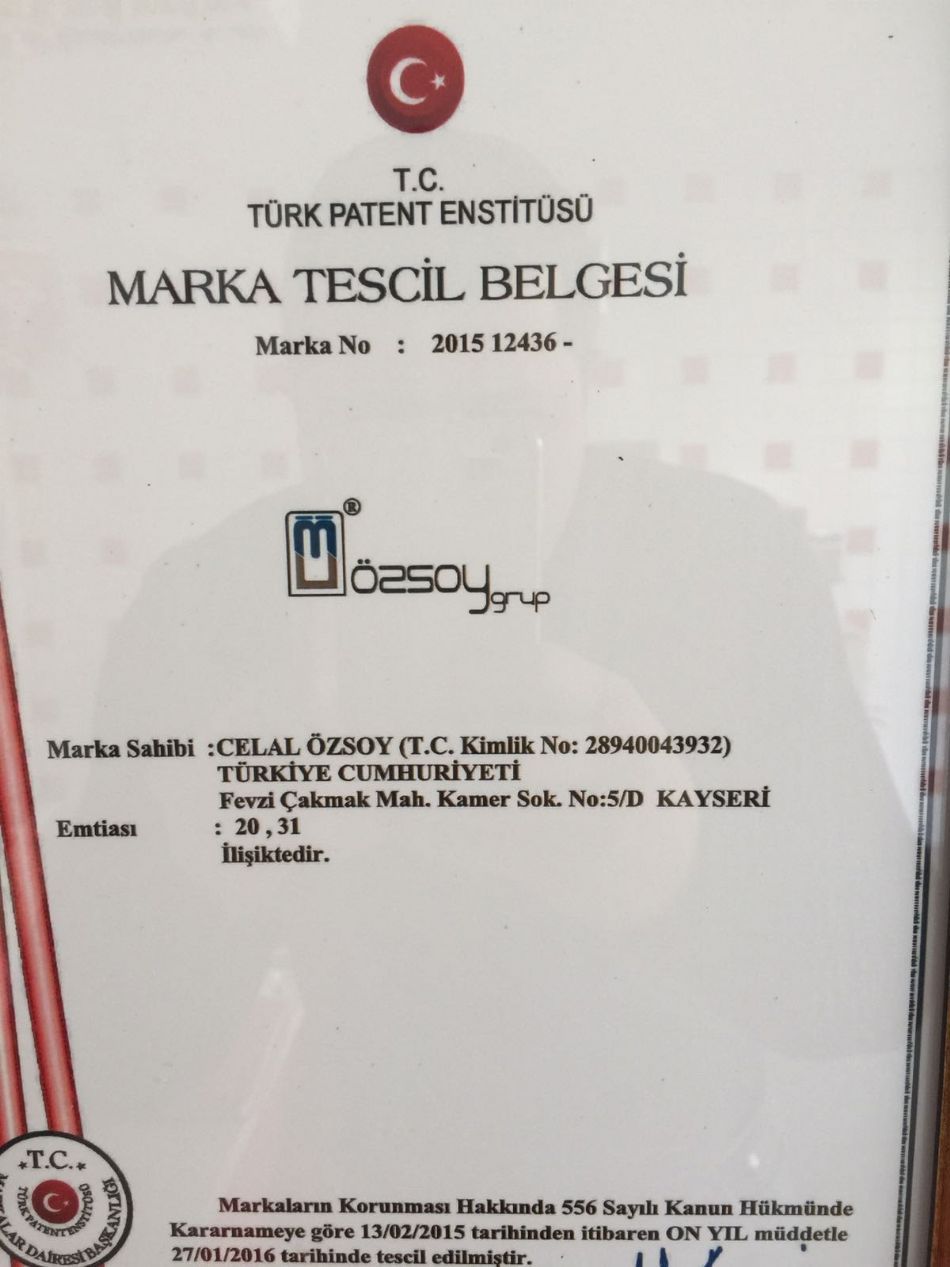 T.C.
TÜRK PATENT ENSTİTÜSÜ
MARKA TESCİL BELGESİ
Marka No : 2015 12436 -
®
özsoy grup
Marka Sahibi :CELAL ÖZSOY (T.C. Kimlik No: 28940043932)
TÜRKİYE CUMHURİYETİ
Fevzi Çakmak Mah. Kamer Sok. No:5/D KAYSERİ
Emtiası : 20 , 31
İlişiktedir.
T.C.
TÜRK PATENT ENSTİTÜSÜ
DAİRESİ BAŞKANLIĞI
Markaların Korunması Hakkında 556 Sayılı Kanun Hükmünde
Kararnameye göre 13/02/2015 tarihinden itibaren ON YIL müddetle
27/01/2016 tarihinde tescil edilmiştir.